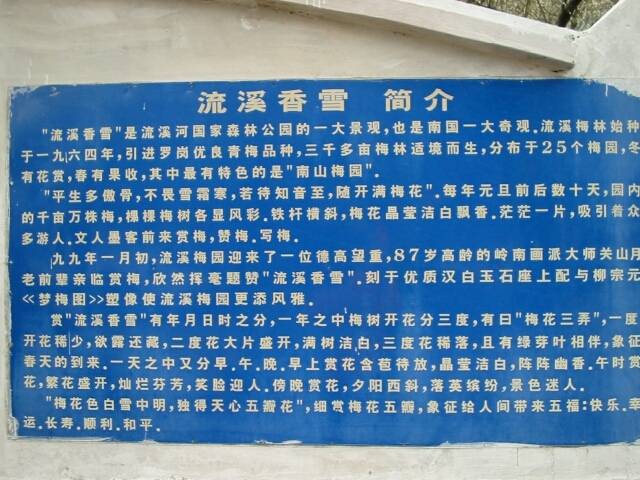 流溪香雪 简介
"流溪香雪"是流溪河国家森林公园的一大景观,也是南国一大奇观.流溪梅林始种
于一九六四年,引进罗岗优良青梅品种,三千多亩梅林适境而生,分布于25个梅园,冬
有花赏,春有果收,其中最有特色的是"南山梅园".
"平生多傲骨,不畏雪霜寒,若待知音至,随开满梅花".每年元旦前后数十天,园内
的千亩万株梅,棵棵梅树各显风彩.铁杆横斜,梅花晶莹洁白飘香.茫茫一片,吸引着众
多游人.文人墨客前来赏梅,赞梅.写梅.
九九年一月初,流溪梅园迎来了一位德高望重,87岁高龄的岭南画派大师关山月
老前辈亲临赏梅,欣然挥毫题赞"流溪香雪".刻于优质汉白玉石座上配与柳宗元
《梦梅图》塑像使流溪梅园更添风雅.
赏"流溪香雪"有年月日时之分,一年之中梅树开花分三度,有曰"梅花三弄",一度
开花稀少,欲露还藏,二度花大片盛开,满树洁白,三度花稀落,且有绿芽叶相伴,象征
春天的到来.一天之中又分早.午.晚.早上赏花含苞待放,晶莹洁白,阵阵幽香.午时赏
花,繁花盛开,灿烂芬芳,笑脸迎人.傍晚赏花,夕阳西斜,落英缤纷,景色迷人.
"梅花色白雪中明,独得天心五瓣花",细赏梅花五瓣,象征给人间带来五福:快乐.幸
运.长寿.顺利.和平.